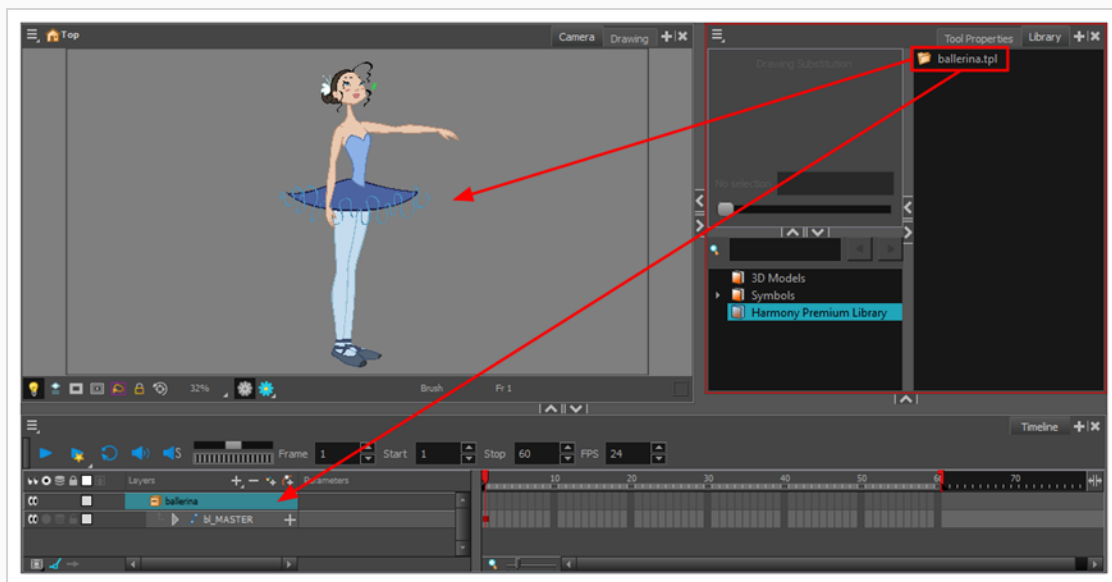 Top
Camera Drawing
Tool Properties Library
Drawing Substitution
ballerina.tpl
No selection
3D Models
Symbols
Harmony Premium Library
32%
Brush
Fr 1
Timeline
Frame 1 Start 1 Stop 60 FPS 24
Layers
Parameters
10 20 30 40 50 60 70
ballerina
bl_MASTER